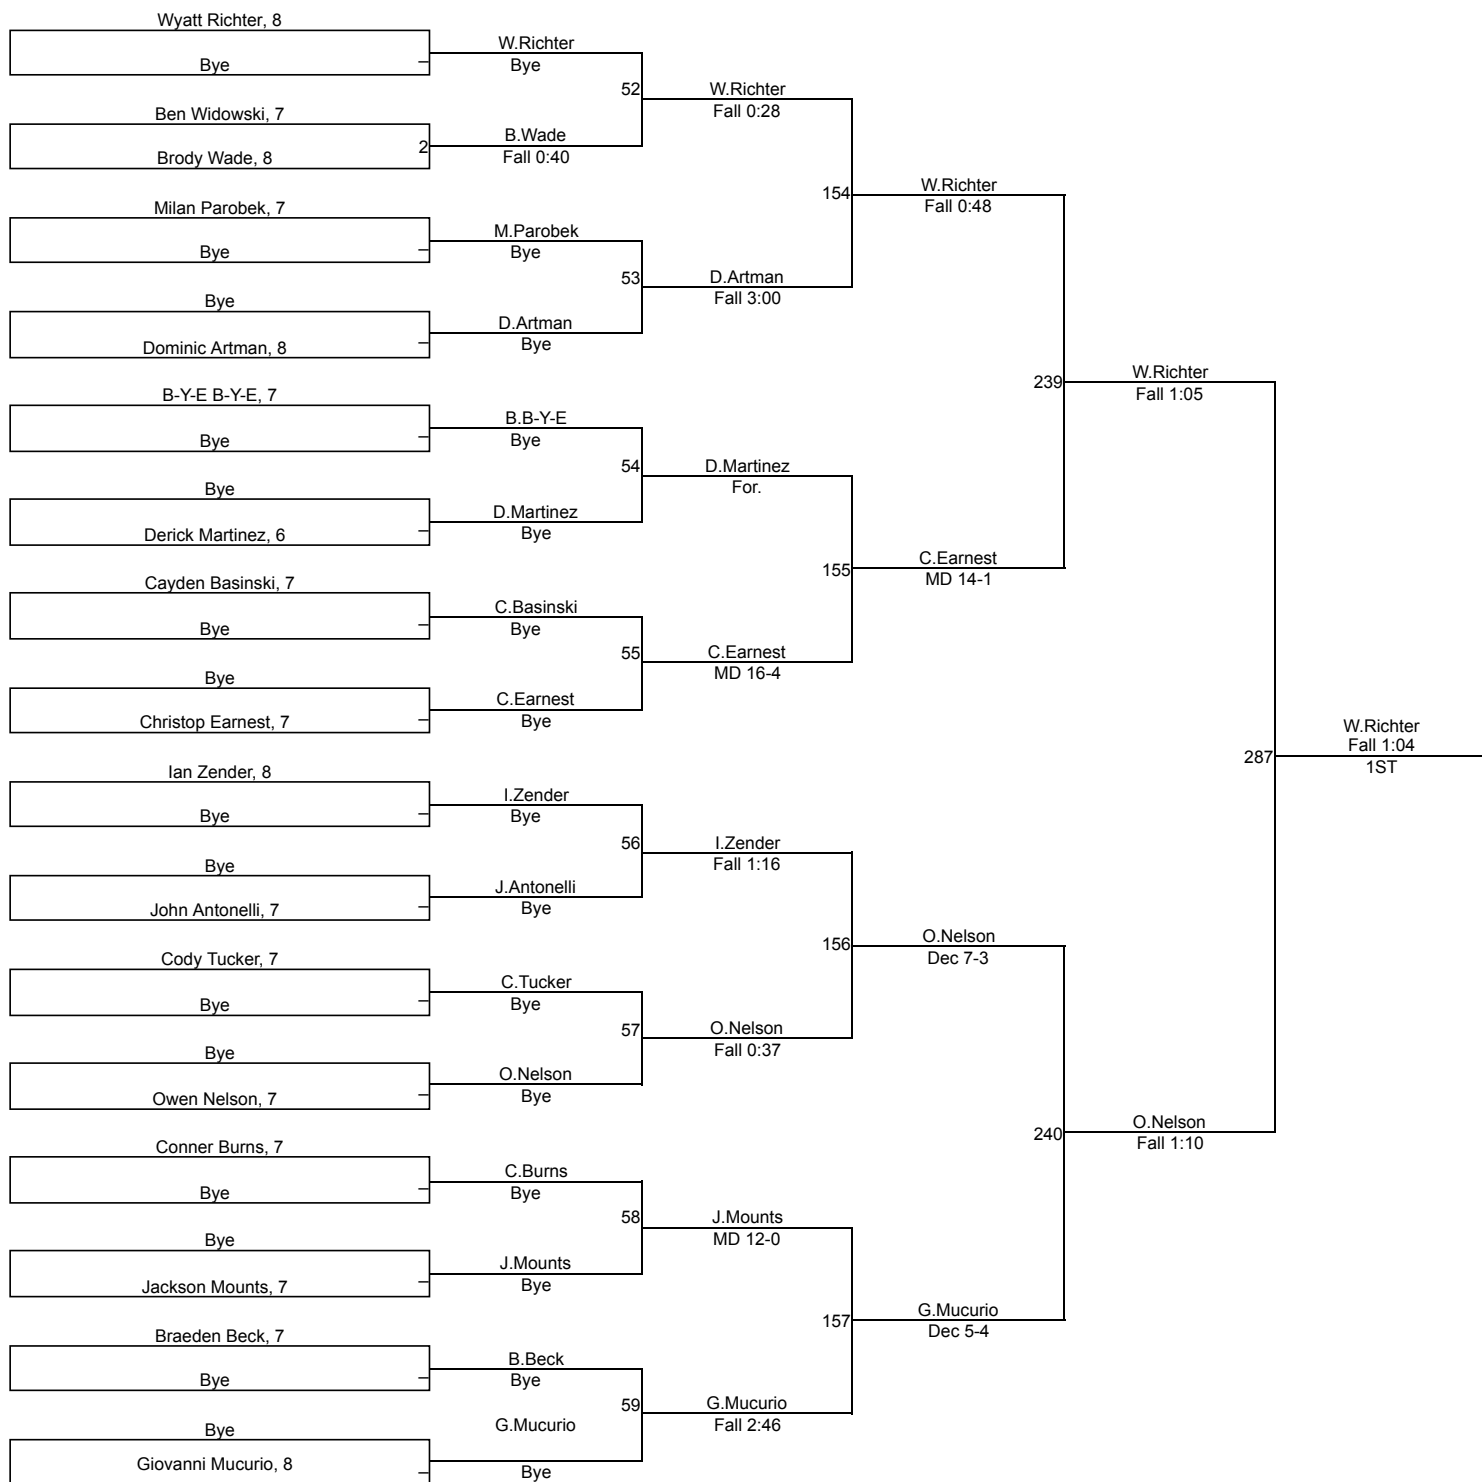 Wyatt Richter, 8
Bye
Ben Widowski, 7
2
Brody Wade, 8
Milan Parobek, 7
Bye
Bye
Dominic Artman, 8
B-Y-E B-Y-E, 7
Bye
Bye
Derick Martinez, 6
Cayden Basinski, 7
Bye
Bye
Christop Earnest, 7
Ian Zender, 8
Bye
Bye
John Antonelli, 7
Cody Tucker, 7
Bye
Bye
Owen Nelson, 7
Conner Burns, 7
Bye
Bye
Jackson Mounts, 7
Braeden Beck, 7
Bye
Bye
Giovanni Mucurio, 8
W.Richter
Bye
52
B.Wade
Fall 0:40
M.Parobek
Bye
53
D.Artman
Bye
B.B-Y-E
Bye
54
D.Martinez
Bye
C.Basinski
Bye
55
C.Earnest
Bye
I.Zender
Bye
56
J.Antonelli
Bye
C.Tucker
Bye
57
O.Nelson
Bye
C.Burns
Bye
58
J.Mounts
Bye
B.Beck
Bye
59
G.Mucurio
Bye
W.Richter
Fall 0:28
154
D.Artman
Fall 3:00
D.Martinez
For.
155
C.Earnest
MD 16-4
I.Zender
Fall 1:16
156
O.Nelson
Fall 0:37
J.Mounts
MD 12-0
157
G.Mucurio
Fall 2:46
W.Richter
Fall 0:48
239
C.Earnest
MD 14-1
O.Nelson
Dec 7-3
240
G.Mucurio
Dec 5-4
W.Richter
Fall 1:05
287
O.Nelson
Fall 1:10
W.Richter
Fall 1:04
1ST